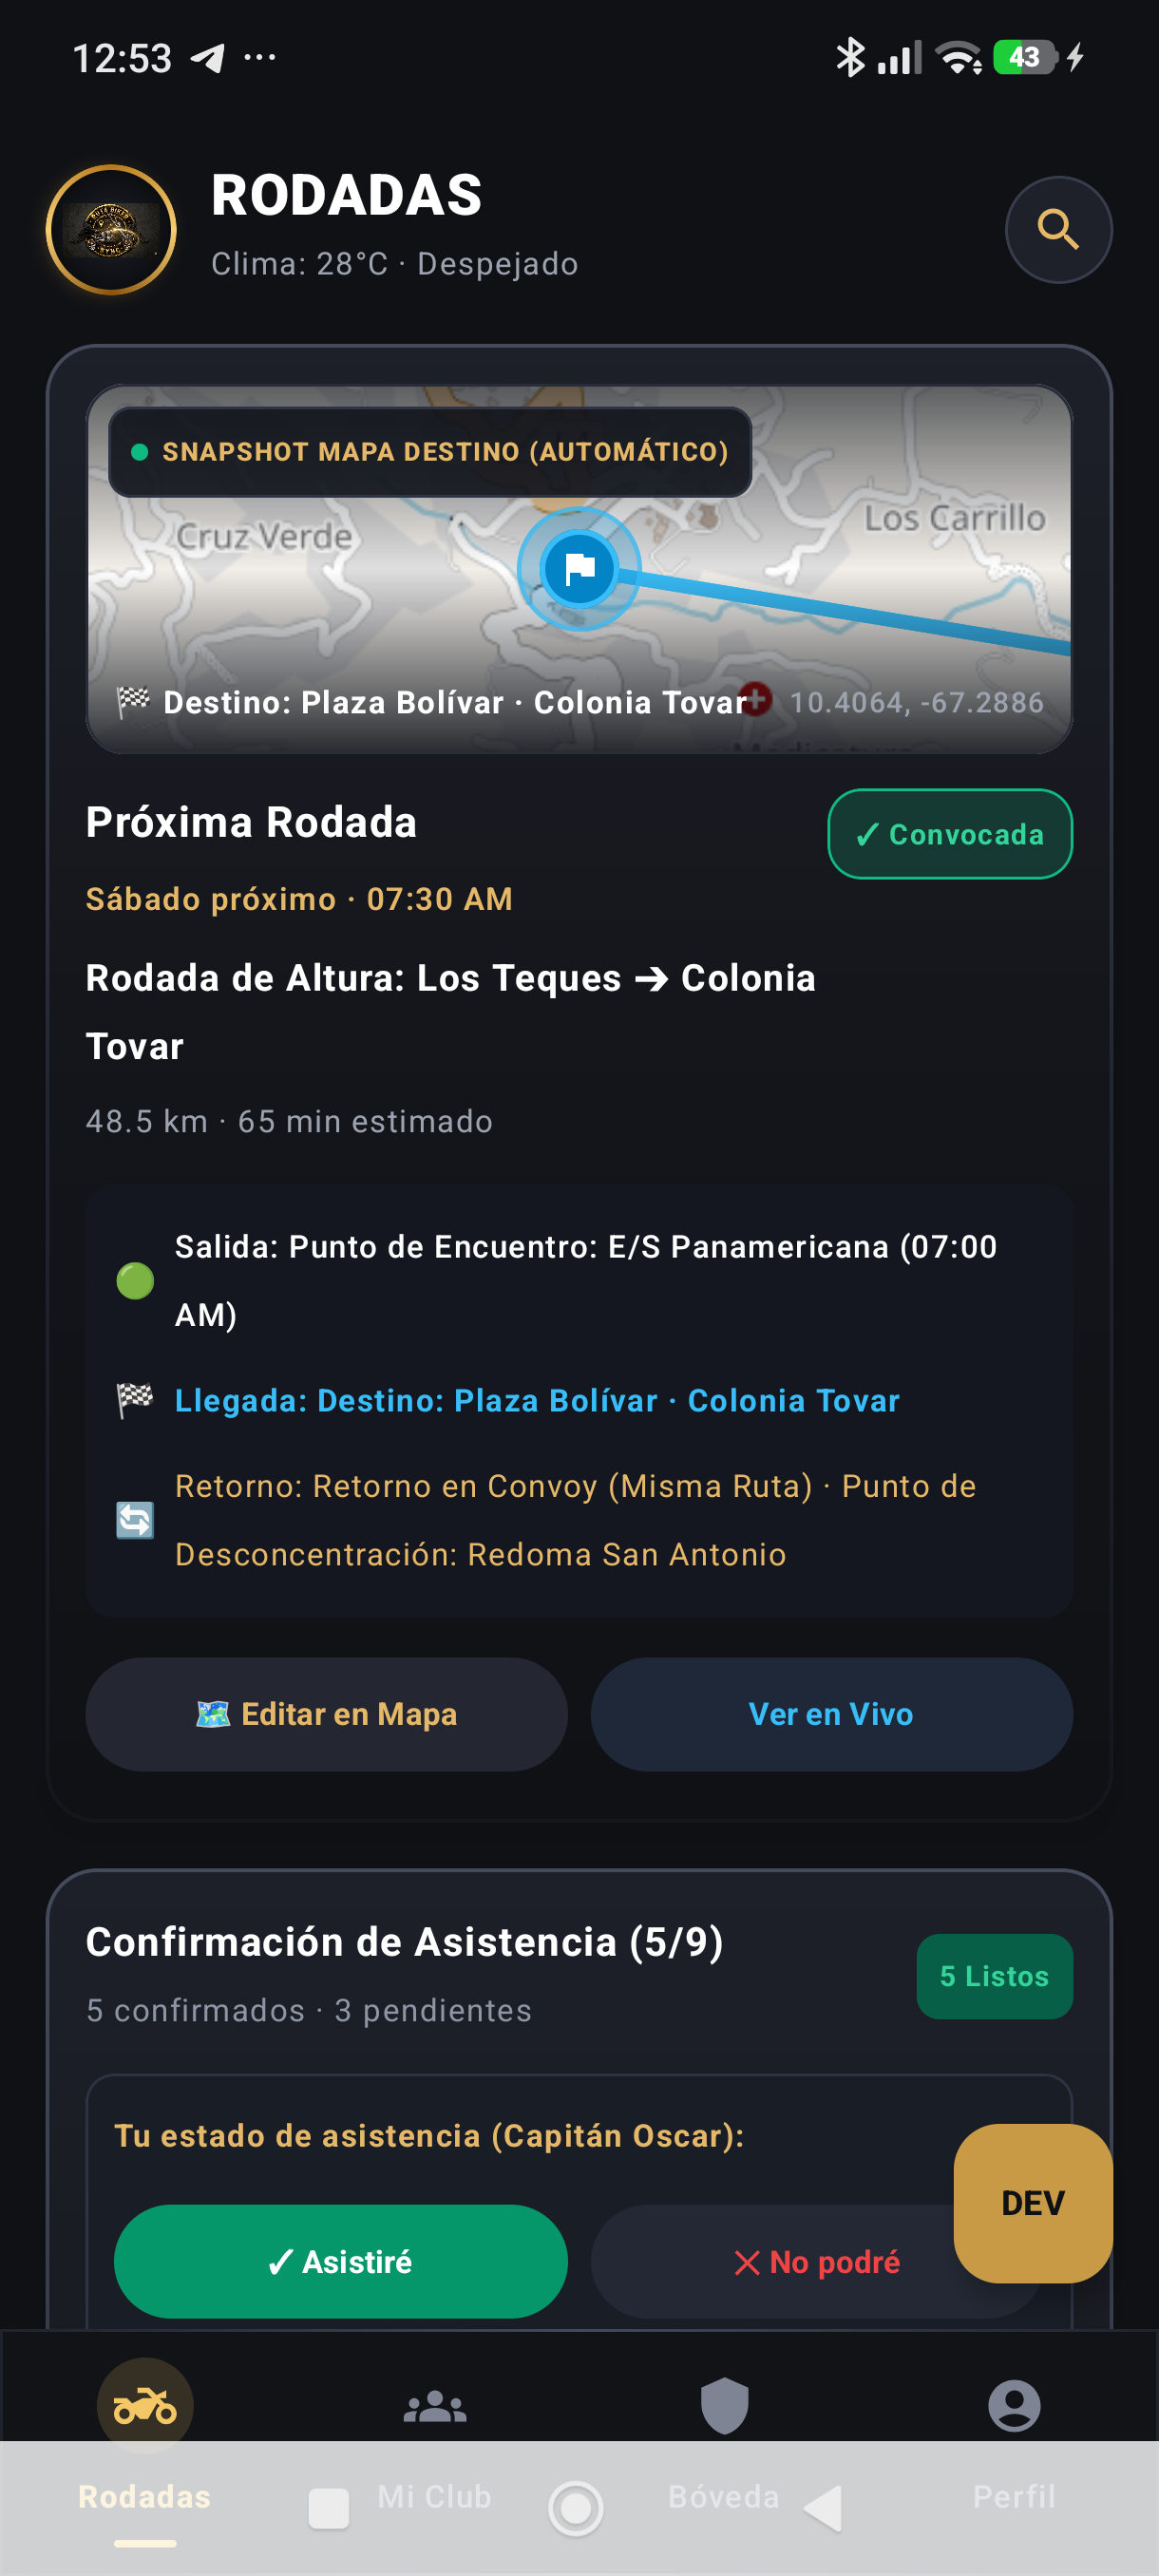 12:53
43
RODADAS
Clima: 28°C · Despejado
SNAPSHOT MAPA DESTINO (AUTOMÁTICO)
Cruz Verde
Los Carrillo
🏁 Destino: Plaza Bolívar · Colonia Tovar
10.4064, -67.2886
Próxima Rodada
✓ Convocada
Sábado próximo · 07:30 AM
Rodada de Altura: Los Teques ➔ Colonia
Tovar
48.5 km · 65 min estimado
Salida: Punto de Encuentro: E/S Panamericana (07:00
AM)
Llegada: Destino: Plaza Bolívar · Colonia Tovar
Retorno: Retorno en Convoy (Misma Ruta) · Punto de
Desconcentración: Redoma San Antonio
🗺️ Editar en Mapa
Ver en Vivo
Confirmación de Asistencia (5/9)
5 Listos
5 confirmados · 3 pendientes
Tu estado de asistencia (Capitán Oscar):
DEV
✓ Asistiré
✕ No podré
Rodadas
Mi Club
Bóveda
Perfil